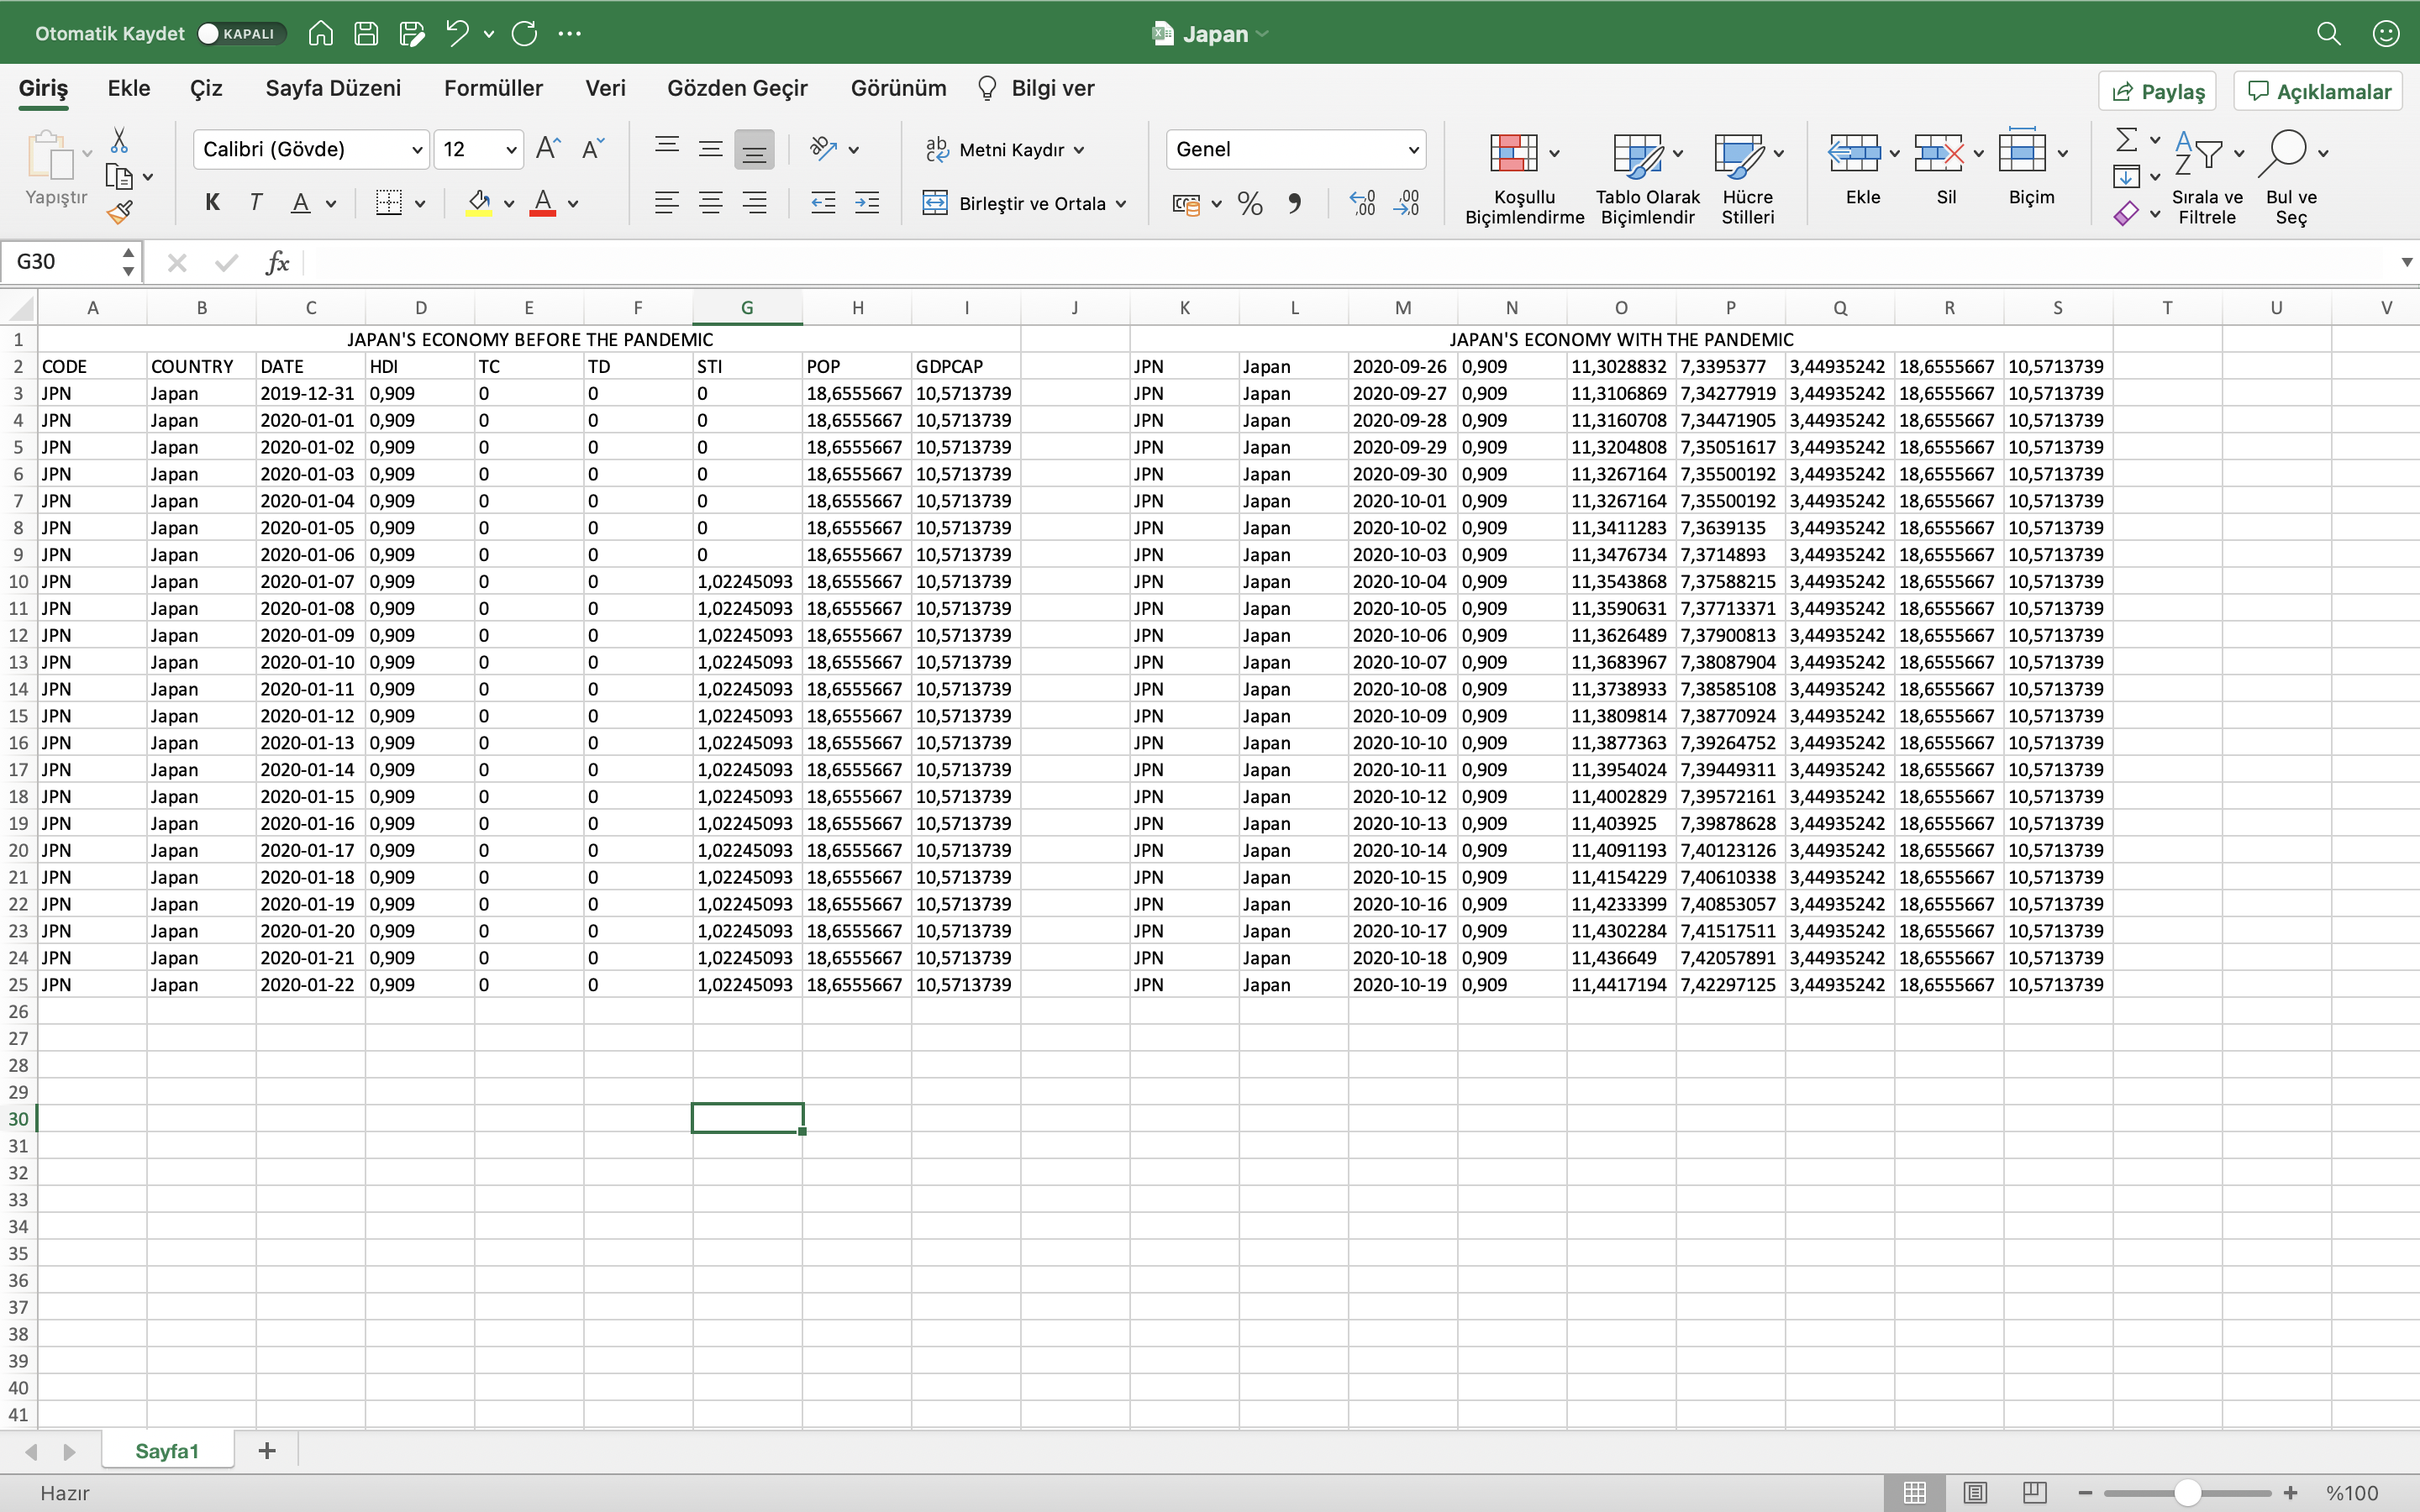 Otomatik Kaydet KAPALI Japan
Giriş Ekle Çiz Sayfa Düzeni Formüller Veri Gözden Geçir Görünüm Bilgi ver Paylaş Açıklamalar
Yapıştır Calibri (Gövde) 12 Metni Kaydır Genel
K T A A Birleştir ve Ortala % Koşullu Biçimlendirme Tablo Olarak Biçimlendir Hücre Stilleri Ekle Sil Biçim Sırala ve Filtrele Bul ve Seç
G30 fx
A B C D E F G H I J K L M N O P Q R S T U V
1 JAPAN'S ECONOMY BEFORE THE PANDEMIC JAPAN'S ECONOMY WITH THE PANDEMIC
2 CODE COUNTRY DATE HDI TC TD STI POP GDPCAP JPN Japan 2020-09-26 0,909 11,3028832 7,3395377 3,44935242 18,6555667 10,5713739
3 JPN Japan 2019-12-31 0,909 0 0 0 18,6555667 10,5713739 JPN Japan 2020-09-27 0,909 11,3106869 7,34277919 3,44935242 18,6555667 10,5713739
4 JPN Japan 2020-01-01 0,909 0 0 0 18,6555667 10,5713739 JPN Japan 2020-09-28 0,909 11,3160708 7,34471905 3,44935242 18,6555667 10,5713739
5 JPN Japan 2020-01-02 0,909 0 0 0 18,6555667 10,5713739 JPN Japan 2020-09-29 0,909 11,3204808 7,35051617 3,44935242 18,6555667 10,5713739
6 JPN Japan 2020-01-03 0,909 0 0 0 18,6555667 10,5713739 JPN Japan 2020-09-30 0,909 11,3267164 7,35500192 3,44935242 18,6555667 10,5713739
7 JPN Japan 2020-01-04 0,909 0 0 0 18,6555667 10,5713739 JPN Japan 2020-10-01 0,909 11,3267164 7,35500192 3,44935242 18,6555667 10,5713739
8 JPN Japan 2020-01-05 0,909 0 0 0 18,6555667 10,5713739 JPN Japan 2020-10-02 0,909 11,3411283 7,3639135 3,44935242 18,6555667 10,5713739
9 JPN Japan 2020-01-06 0,909 0 0 0 18,6555667 10,5713739 JPN Japan 2020-10-03 0,909 11,3476734 7,3714893 3,44935242 18,6555667 10,5713739
10 JPN Japan 2020-01-07 0,909 0 0 1,02245093 18,6555667 10,5713739 JPN Japan 2020-10-04 0,909 11,3543868 7,37588215 3,44935242 18,6555667 10,5713739
11 JPN Japan 2020-01-08 0,909 0 0 1,02245093 18,6555667 10,5713739 JPN Japan 2020-10-05 0,909 11,3590631 7,37713371 3,44935242 18,6555667 10,5713739
12 JPN Japan 2020-01-09 0,909 0 0 1,02245093 18,6555667 10,5713739 JPN Japan 2020-10-06 0,909 11,3626489 7,37900813 3,44935242 18,6555667 10,5713739
13 JPN Japan 2020-01-10 0,909 0 0 1,02245093 18,6555667 10,5713739 JPN Japan 2020-10-07 0,909 11,3683967 7,38087904 3,44935242 18,6555667 10,5713739
14 JPN Japan 2020-01-11 0,909 0 0 1,02245093 18,6555667 10,5713739 JPN Japan 2020-10-08 0,909 11,3738933 7,38585108 3,44935242 18,6555667 10,5713739
15 JPN Japan 2020-01-12 0,909 0 0 1,02245093 18,6555667 10,5713739 JPN Japan 2020-10-09 0,909 11,3809814 7,38770924 3,44935242 18,6555667 10,5713739
16 JPN Japan 2020-01-13 0,909 0 0 1,02245093 18,6555667 10,5713739 JPN Japan 2020-10-10 0,909 11,3877363 7,39264752 3,44935242 18,6555667 10,5713739
17 JPN Japan 2020-01-14 0,909 0 0 1,02245093 18,6555667 10,5713739 JPN Japan 2020-10-11 0,909 11,3954024 7,39449311 3,44935242 18,6555667 10,5713739
18 JPN Japan 2020-01-15 0,909 0 0 1,02245093 18,6555667 10,5713739 JPN Japan 2020-10-12 0,909 11,4002829 7,39572161 3,44935242 18,6555667 10,5713739
19 JPN Japan 2020-01-16 0,909 0 0 1,02245093 18,6555667 10,5713739 JPN Japan 2020-10-13 0,909 11,403925 7,39878628 3,44935242 18,6555667 10,5713739
20 JPN Japan 2020-01-17 0,909 0 0 1,02245093 18,6555667 10,5713739 JPN Japan 2020-10-14 0,909 11,4091193 7,40123126 3,44935242 18,6555667 10,5713739
21 JPN Japan 2020-01-18 0,909 0 0 1,02245093 18,6555667 10,5713739 JPN Japan 2020-10-15 0,909 11,4154229 7,40610338 3,44935242 18,6555667 10,5713739
22 JPN Japan 2020-01-19 0,909 0 0 1,02245093 18,6555667 10,5713739 JPN Japan 2020-10-16 0,909 11,4233399 7,40853057 3,44935242 18,6555667 10,5713739
23 JPN Japan 2020-01-20 0,909 0 0 1,02245093 18,6555667 10,5713739 JPN Japan 2020-10-17 0,909 11,4302284 7,41517511 3,44935242 18,6555667 10,5713739
24 JPN Japan 2020-01-21 0,909 0 0 1,02245093 18,6555667 10,5713739 JPN Japan 2020-10-18 0,909 11,436649 7,42057891 3,44935242 18,6555667 10,5713739
25 JPN Japan 2020-01-22 0,909 0 0 1,02245093 18,6555667 10,5713739 JPN Japan 2020-10-19 0,909 11,4417194 7,42297125 3,44935242 18,6555667 10,5713739
26
27
28
29
30
31
32
33
34
35
36
37
38
39
40
41
Sayfa1
Hazır %100